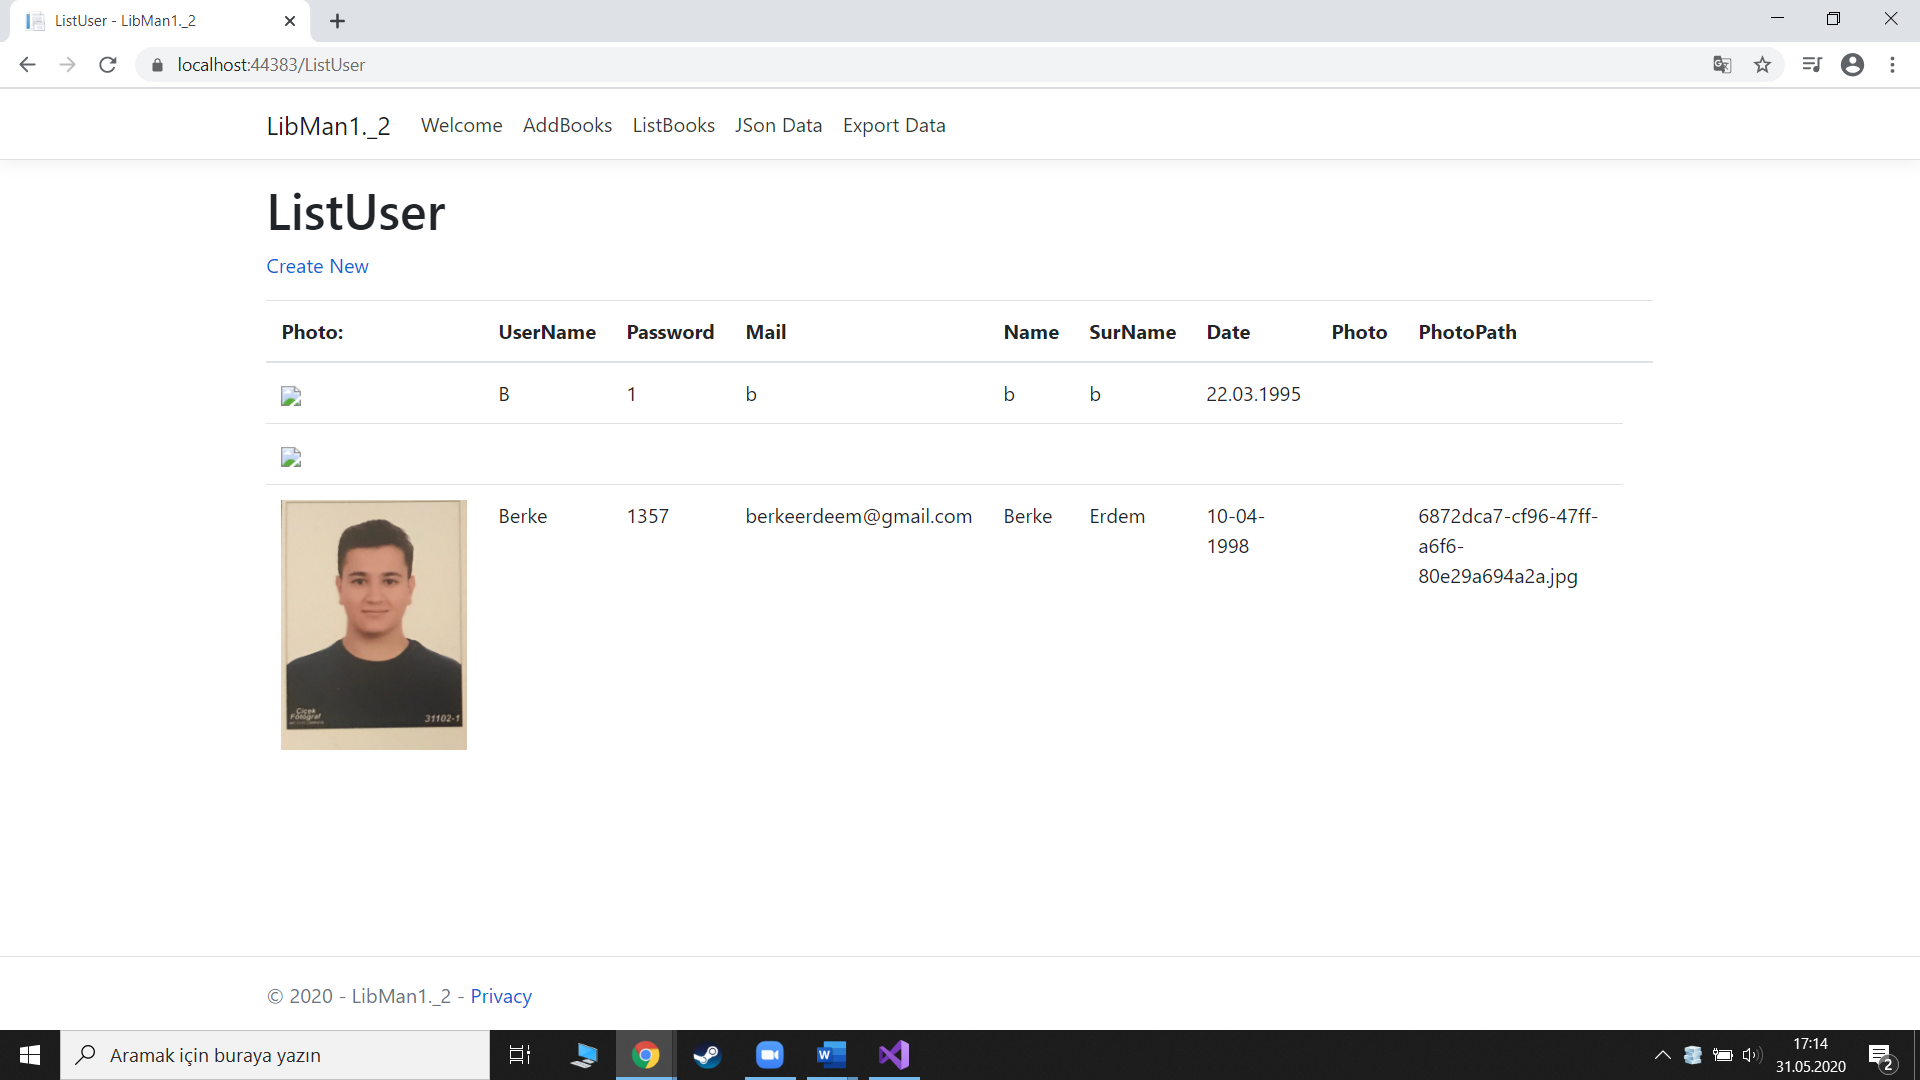 ListUser - LibMan1._2
localhost:44383/ListUser
LibMan1._2 Welcome AddBooks ListBooks JSon Data Export Data
ListUser
Create New
Photo: UserName Password Mail Name SurName Date Photo PhotoPath
B 1 b b b 22.03.1995
Berke 1357 berkeerdeem@gmail.com Berke Erdem 10-04- 6872dca7-cf96-47ff-
1998 a6f6-
80e29a694a2a.jpg
Çiçek
Fotoğraf
31102-1
© 2020 - LibMan1._2 - Privacy
Aramak için buraya yazın
17:14
31.05.2020
2